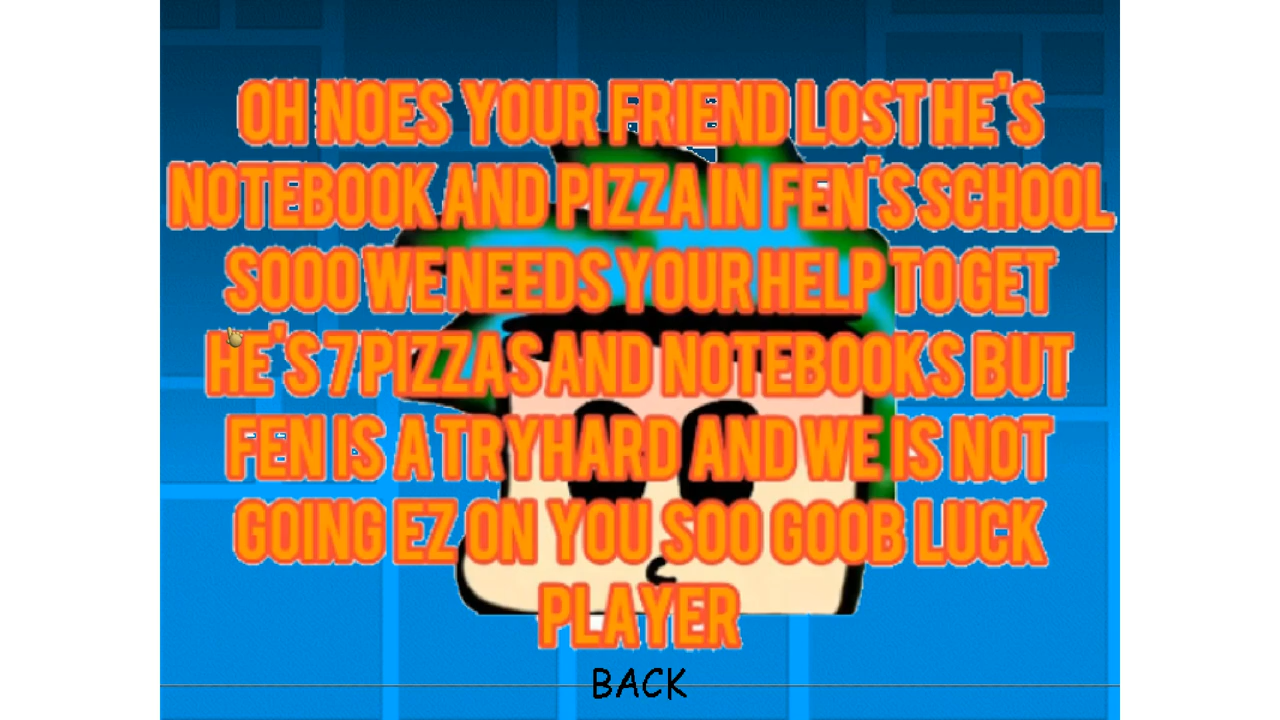 OH NOES YOUR FRIEND LOST HE'S
NOTEBOOK AND PIZZA IN FEN'S SCHOOL
SOOO WE NEEDS YOUR HELP TO GET
HE'S 7 PIZZAS AND NOTEBOOKS BUT
FEN IS A TRYHARD AND WE IS NOT
GOING EZ ON YOU SOO GOOB LUCK
PLAYER
BACK